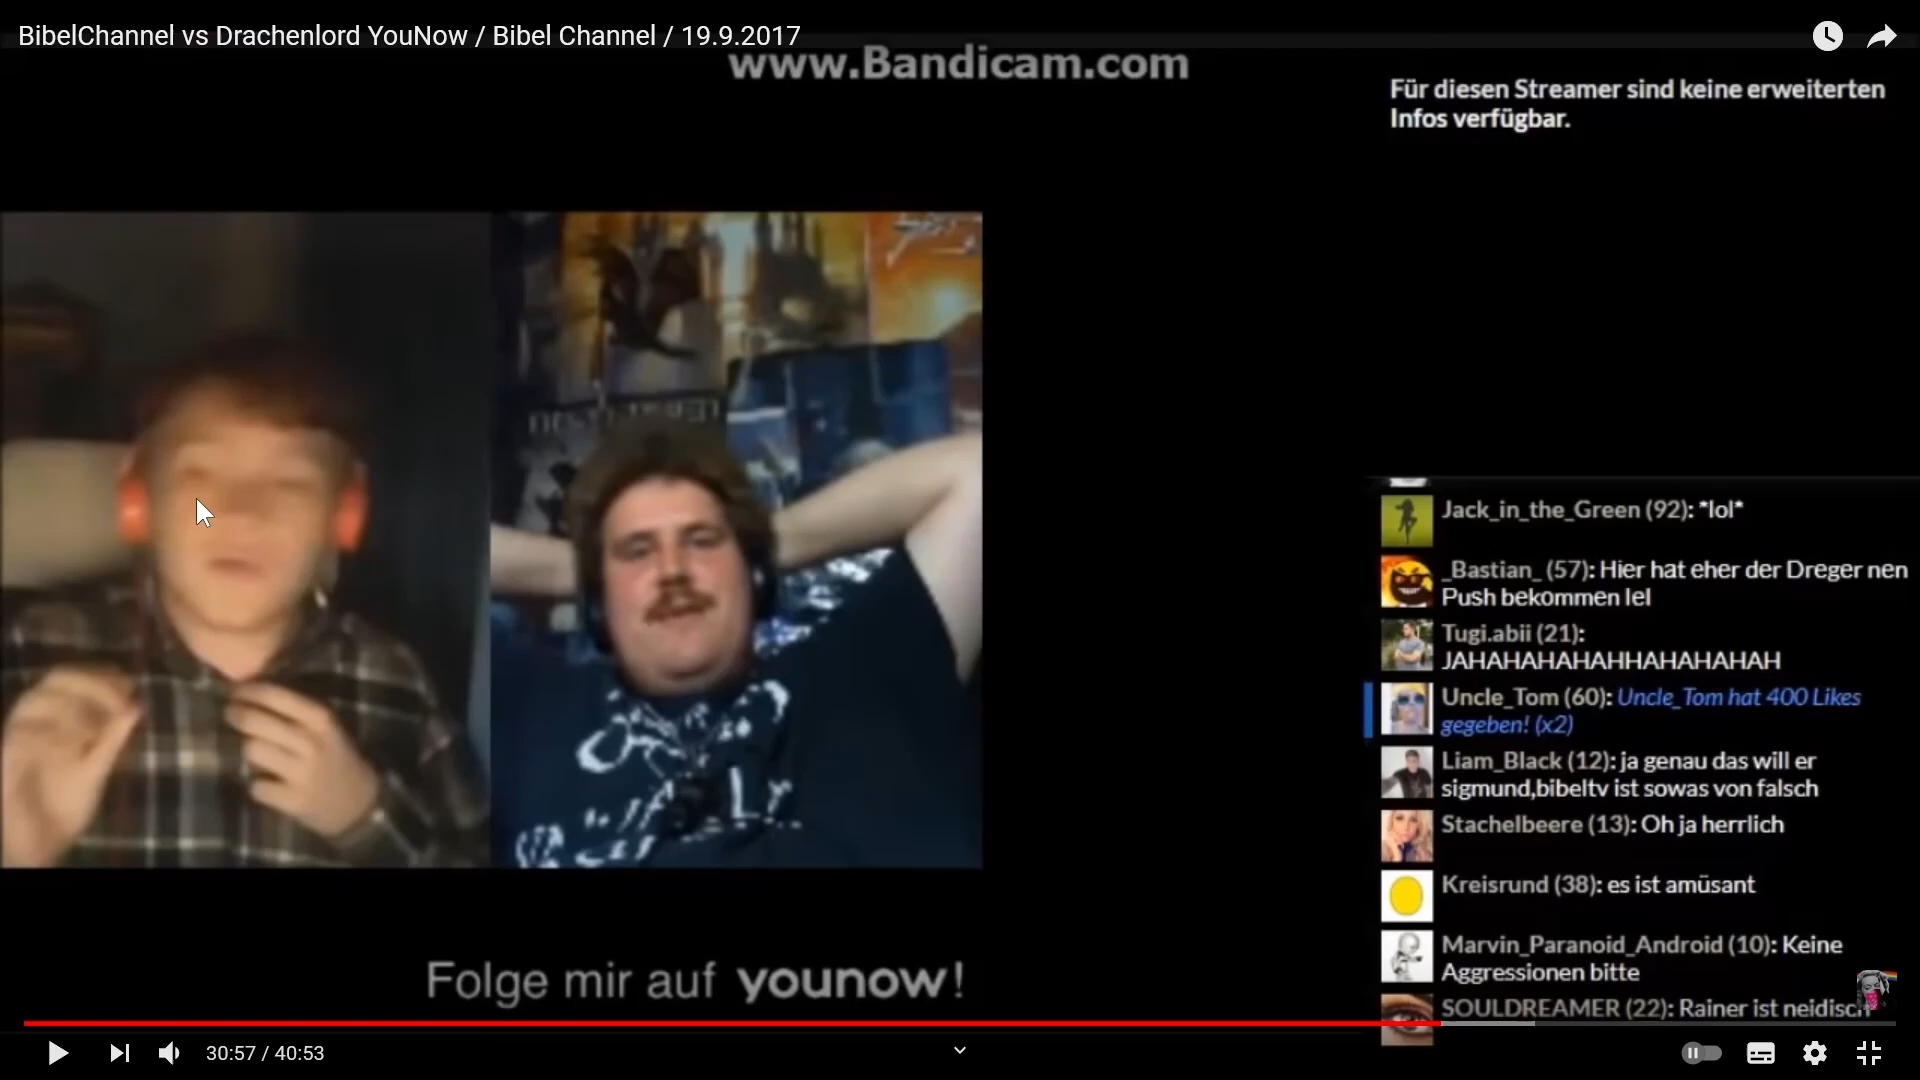 BibelChannel vs Drachenlord YouNow / Bibel Channel / 19.9.2017
www.Bandicam.com
Für diesen Streamer sind keine erweiterten
Infos verfügbar.
Jack_in_the_Green (92): *lol*
_Bastian_ (57): Hier hat eher der Dreger nen
Push bekommen lel
Tugi.abii (21):
JAHAHAHAHAHHAHAHAHAH
Uncle_Tom (60): Uncle_Tom hat 400 Likes
gegeben! (x2)
Liam_Black (12): ja genau das will er
sigmund,bibeltv ist sowas von falsch
Stachelbeere (13): Oh ja herrlich
Kreisrund (38): es ist amüsant
Marvin_Paranoid_Android (10): Keine
Aggressionen bitte
SOULDREAMER (22): Rainer ist neidisch
Folge mir auf younow!
30:57 / 40:53